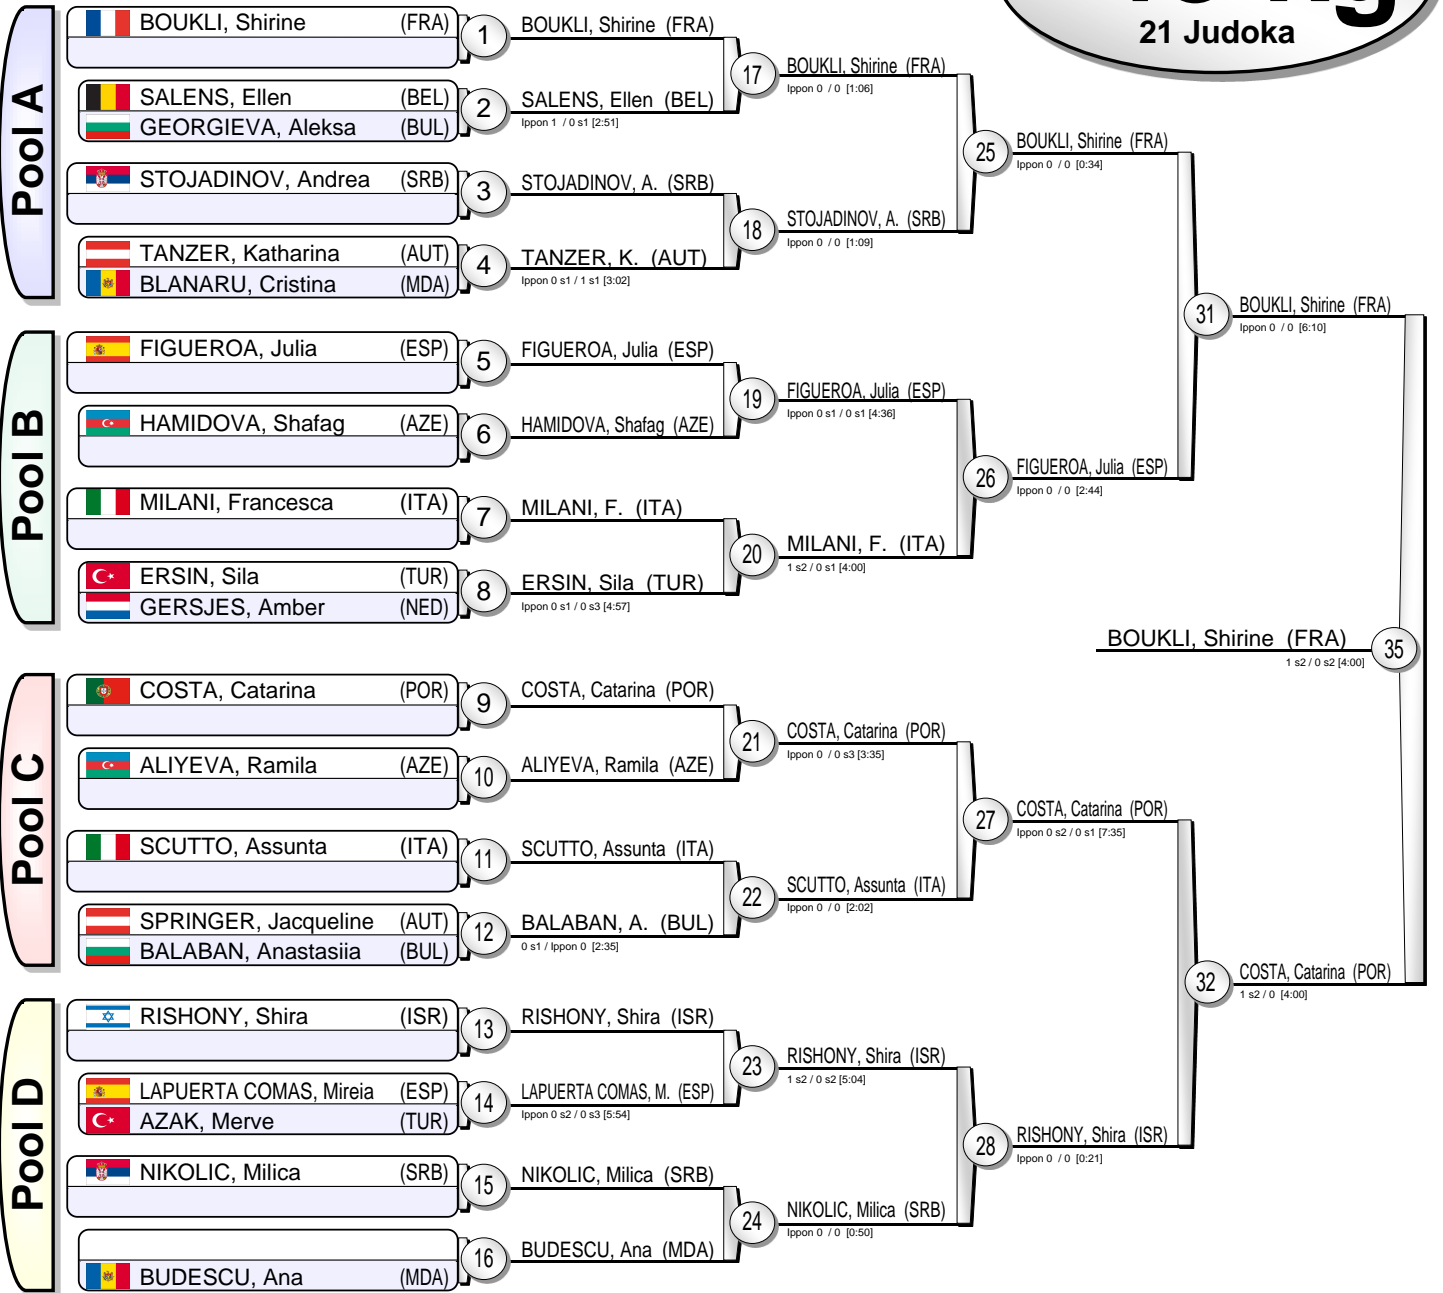 21 Judoka
Pool A
BOUKLI, Shirine (FRA)
SALENS, Ellen (BEL)
GEORGIEVA, Aleksa (BUL)
STOJADINOV, Andrea (SRB)
TANZER, Katharina (AUT)
BLANARU, Cristina (MDA)
1
2
3
4
BOUKLI, Shirine (FRA)
SALENS, Ellen (BEL)
Ippon 1 / 0 s1 [2:51]
STOJADINOV, A. (SRB)
TANZER, K. (AUT)
Ippon 0 s1 / 1 s1 [3:02]
17
18
BOUKLI, Shirine (FRA)
Ippon 0 / 0 [1:06]
STOJADINOV, A. (SRB)
Ippon 0 / 0 [1:09]
25
BOUKLI, Shirine (FRA)
Ippon 0 / 0 [0:34]
Pool B
FIGUEROA, Julia (ESP)
HAMIDOVA, Shafag (AZE)
MILANI, Francesca (ITA)
ERSIN, Sila (TUR)
GERSJES, Amber (NED)
5
6
7
8
FIGUEROA, Julia (ESP)
HAMIDOVA, Shafag (AZE)
MILANI, F. (ITA)
ERSIN, Sila (TUR)
Ippon 0 s1 / 0 s3 [4:57]
19
20
FIGUEROA, Julia (ESP)
Ippon 0 s1 / 0 s1 [4:36]
MILANI, F. (ITA)
1 s2 / 0 s1 [4:00]
26
FIGUEROA, Julia (ESP)
Ippon 0 / 0 [2:44]
31
BOUKLI, Shirine (FRA)
Ippon 0 / 0 [6:10]
BOUKLI, Shirine (FRA)
1 s2 / 0 s2 [4:00]
35
Pool C
COSTA, Catarina (POR)
ALIYEVA, Ramila (AZE)
SCUTTO, Assunta (ITA)
SPRINGER, Jacqueline (AUT)
BALABAN, Anastasiia (BUL)
9
10
11
12
COSTA, Catarina (POR)
ALIYEVA, Ramila (AZE)
SCUTTO, Assunta (ITA)
BALABAN, A. (BUL)
0 s1 / Ippon 0 [2:35]
21
22
COSTA, Catarina (POR)
Ippon 0 / 0 s3 [3:35]
SCUTTO, Assunta (ITA)
Ippon 0 / 0 [2:02]
27
COSTA, Catarina (POR)
Ippon 0 s2 / 0 s1 [7:35]
Pool D
RISHONY, Shira (ISR)
LAPUERTA COMAS, Mireia (ESP)
AZAK, Merve (TUR)
NIKOLIC, Milica (SRB)
BUDESCU, Ana (MDA)
13
14
15
16
RISHONY, Shira (ISR)
LAPUERTA COMAS, M. (ESP)
Ippon 0 s2 / 0 s3 [5:54]
NIKOLIC, Milica (SRB)
BUDESCU, Ana (MDA)
23
24
RISHONY, Shira (ISR)
1 s2 / 0 s2 [5:04]
NIKOLIC, Milica (SRB)
Ippon 0 / 0 [0:50]
28
RISHONY, Shira (ISR)
Ippon 0 / 0 [0:21]
32
COSTA, Catarina (POR)
1 s2 / 0 [4:00]